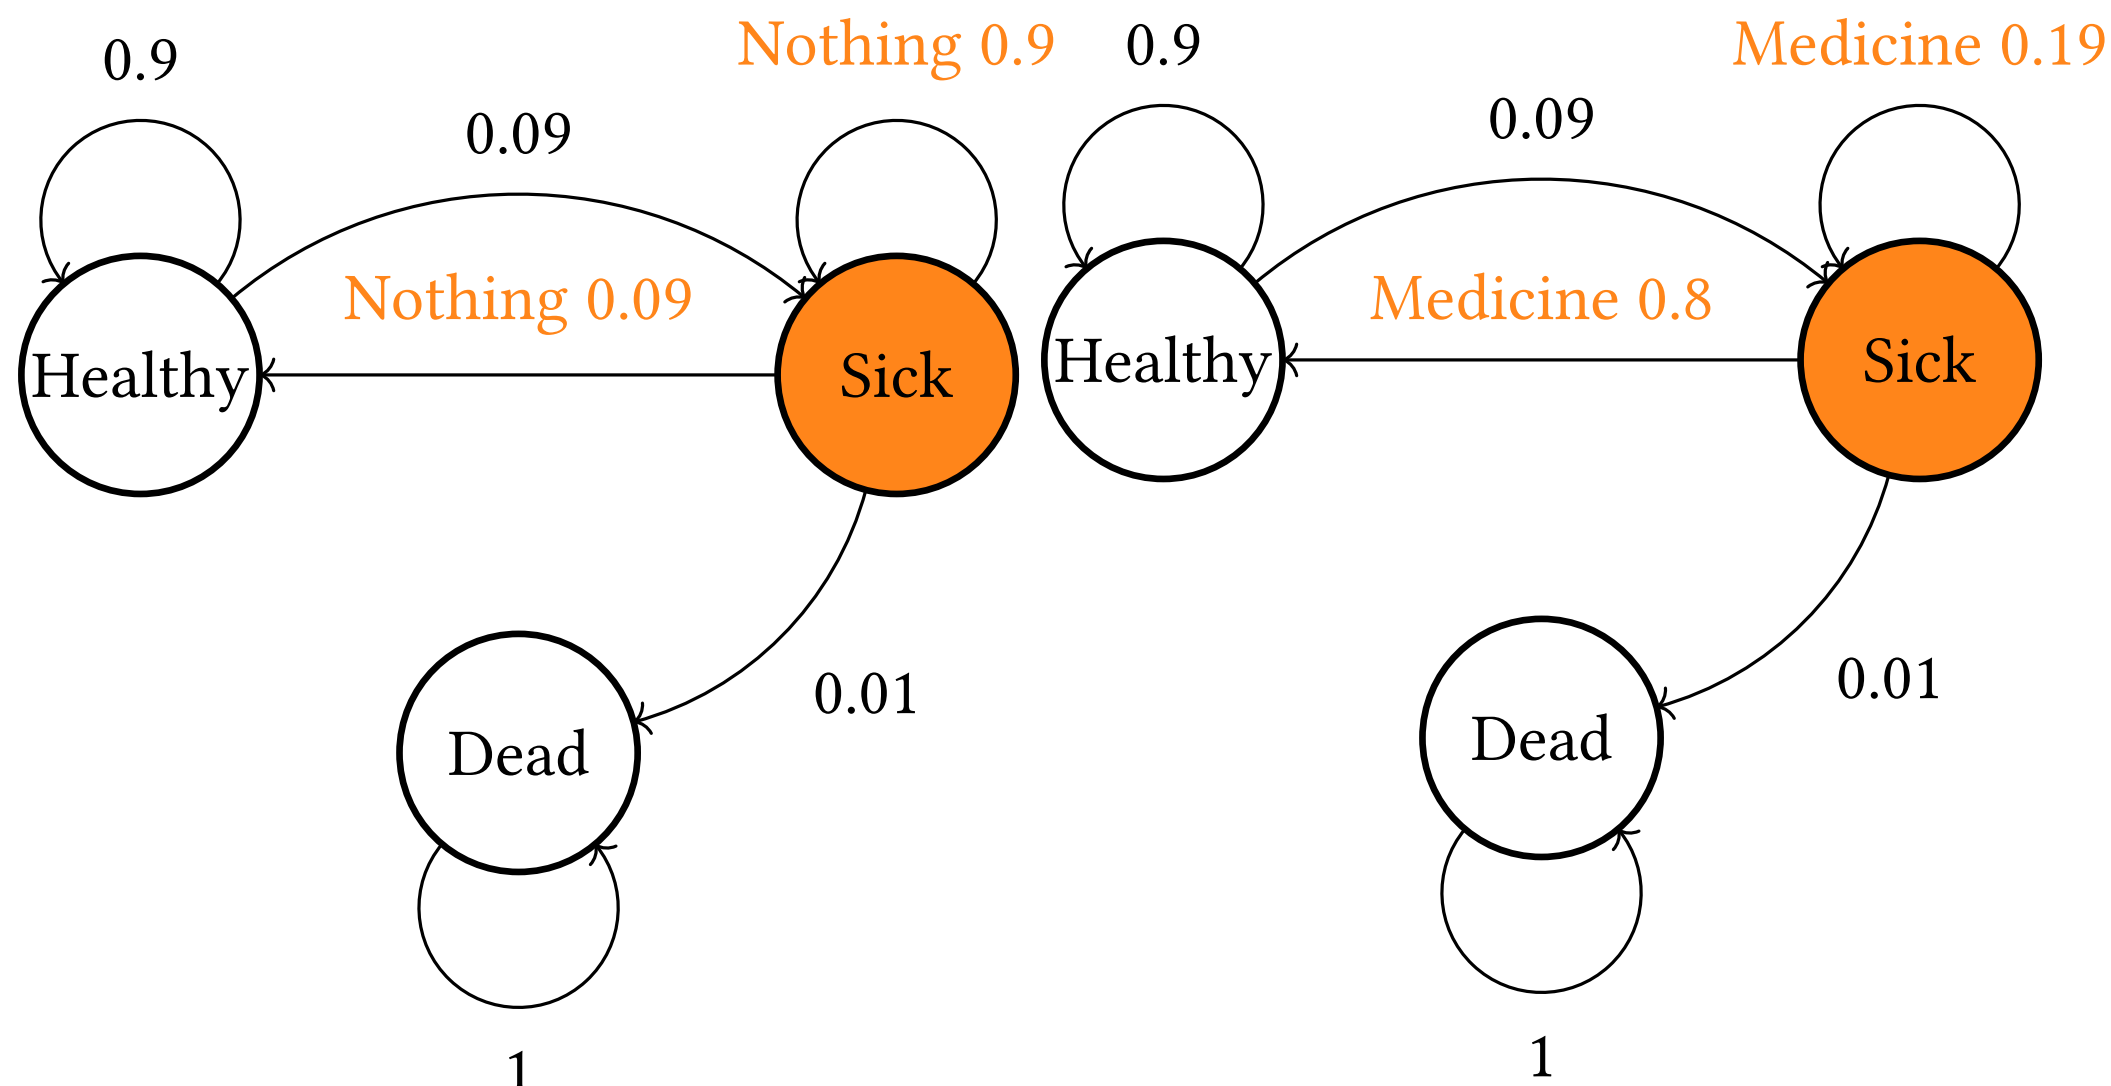 0.9
0.09
Nothing 0.9
Nothing 0.09
Healthy
Sick
0.01
Dead
1
0.9
0.09
Medicine 0.19
Medicine 0.8
Healthy
Sick
0.01
Dead
1